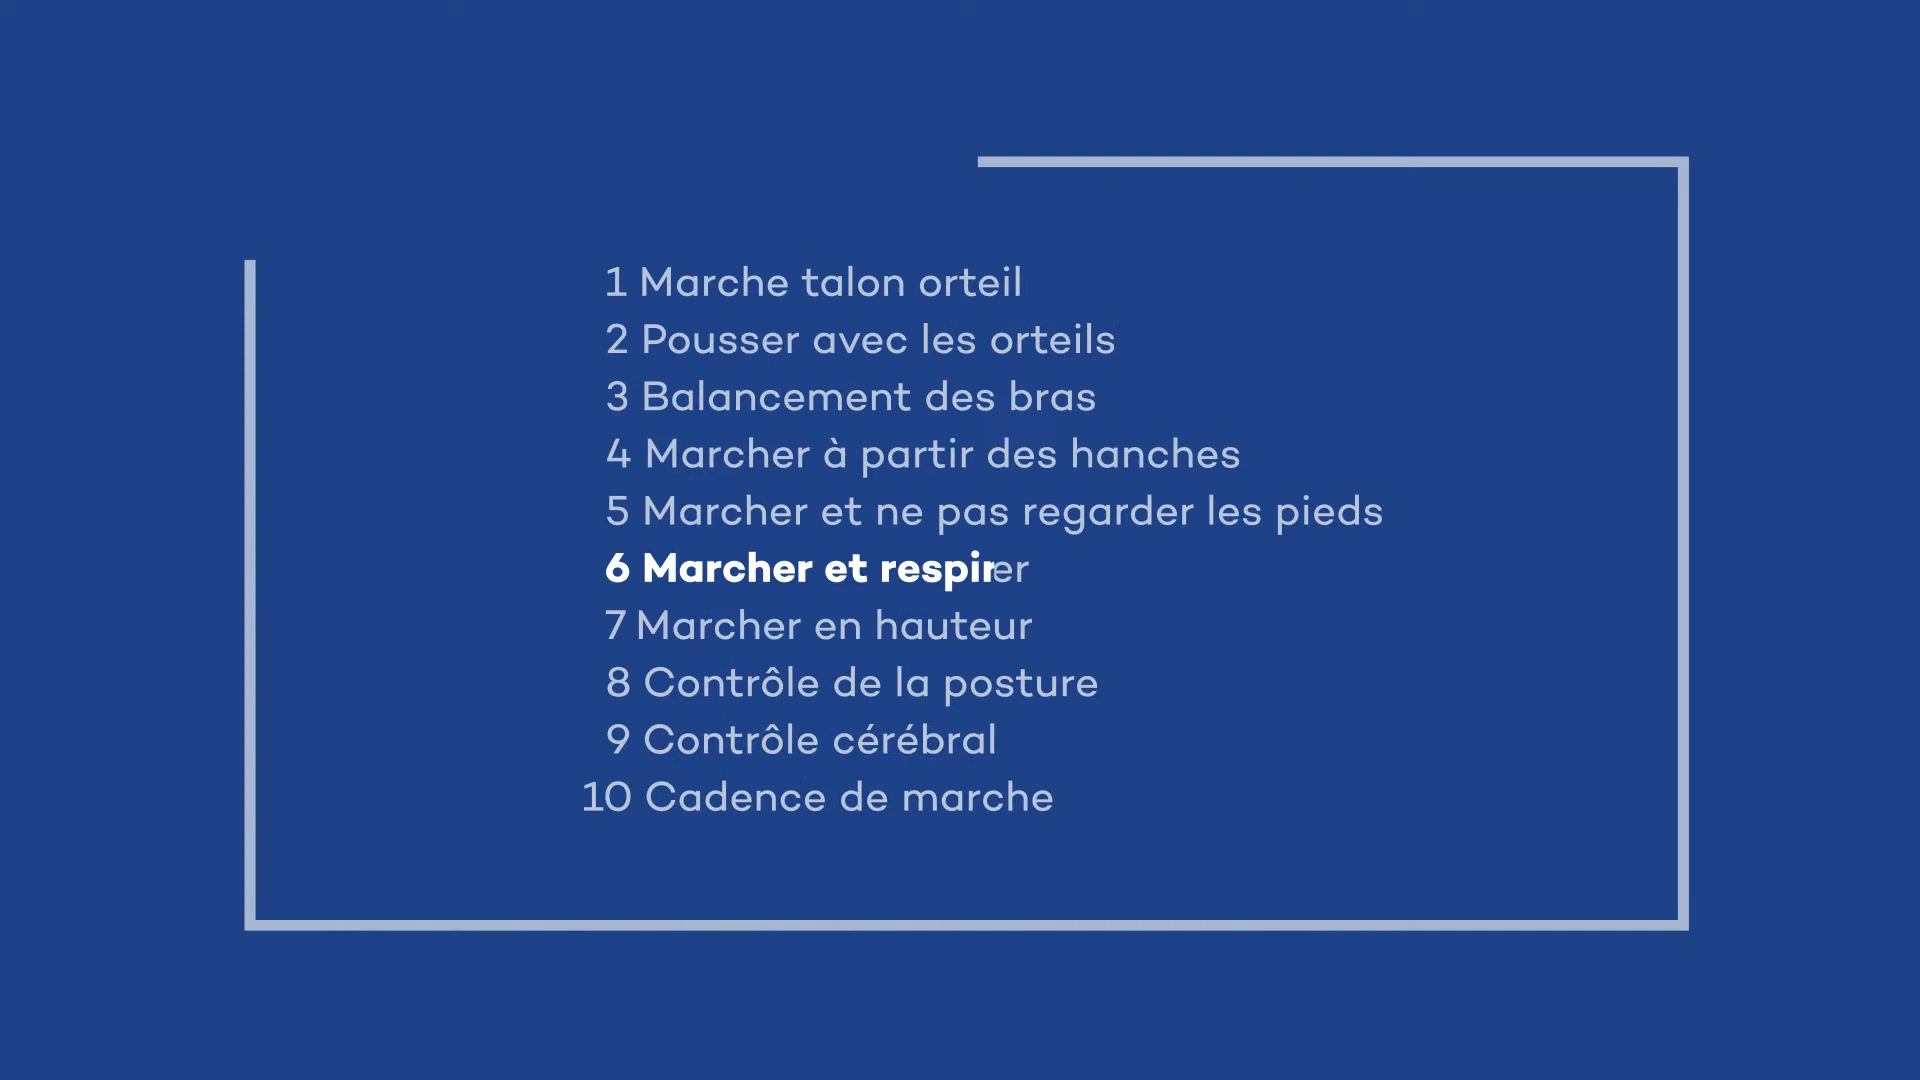 1 Marche talon orteil
2 Pousser avec les orteils
3 Balancement des bras
4 Marcher à partir des hanches
5 Marcher et ne pas regarder les pieds
6 Marcher et respirer
7 Marcher en hauteur
8 Contrôle de la posture
9 Contrôle cérébral
10 Cadence de marche